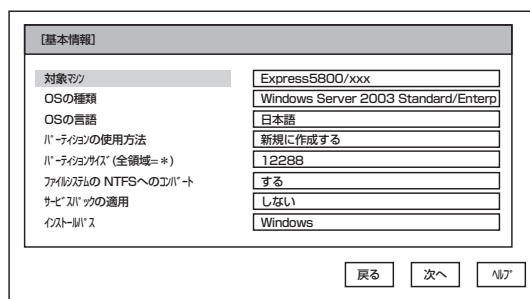 [基本情報]
対象ﾏｼﾝ Express5800/xxx
OSの種類 Windows Server 2003 Standard/Enterp
OSの言語 日本語
ﾊﾟｰﾃｨｼｮﾝの使用方法 新規に作成する
ﾊﾟｰﾃｨｼｮﾝｻｲｽﾞ(全領域=＊) 12288
ﾌｧｲﾙｼｽﾃﾑの NTFSへのｺﾝﾊﾞｰﾄ する
ｻｰﾋﾞｽﾊﾟｯｸの適用 しない
ｲﾝｽﾄｰﾙﾊﾟｽ Windows
戻る 次へ ﾍﾙﾌﾟ